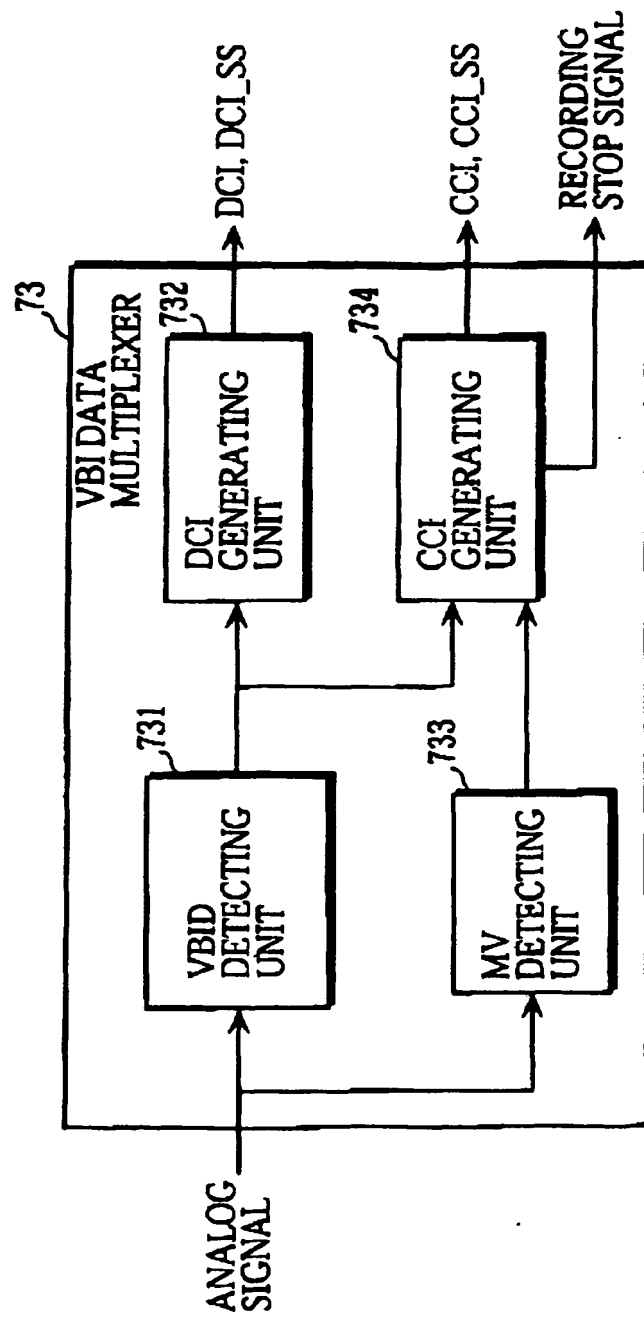 73
VBI DATA
MULTIPLEXER
ANALOG
SIGNAL
731
VBID
DETECTING
UNIT
732
DCI
GENERATING
UNIT
DCI, DCI_SS
733
MV
DETECTING
UNIT
734
CCI
GENERATING
UNIT
CCI, CCI_SS
RECORDING
STOP SIGNAL